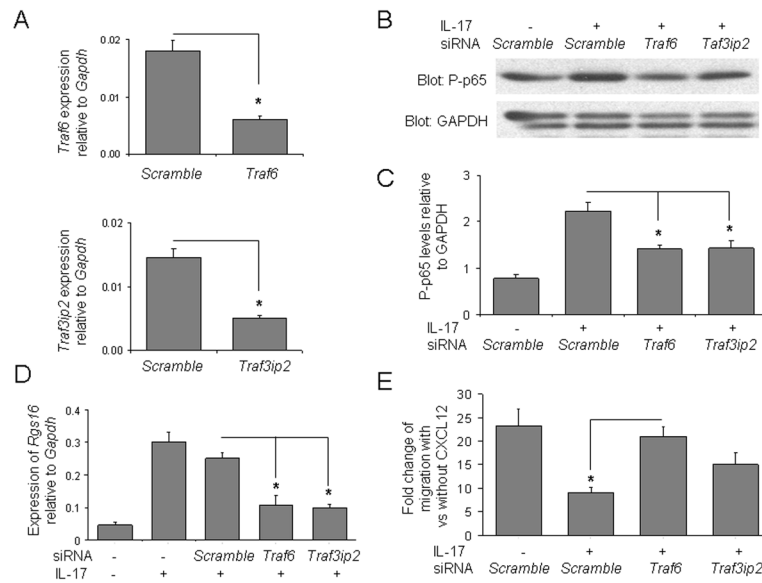 A
Traf6 expression
relative to Gapdh
0.02
0.01
0.00
*
Scramble Traf6
Traf3ip2 expression
relative to Gapdh
0.02
0.01
0.00
*
Scramble Traf3ip2
B
IL-17 - + + +
siRNA Scramble Scramble Traf6 Taf3ip2
Blot: P-p65
Blot: GAPDH
C
P-p65 levels relative
to GAPDH
3
2
1
0
* *
IL-17 - + + +
siRNA Scramble Scramble Traf6 Traf3ip2
D
Expression of Rgs16
relative to Gapdh
0.4
0.3
0.2
0.1
0
* *
siRNA - - Scramble Traf6 Traf3ip2
IL-17 - + + + +
E
Fold change of
migration with
vs without CXCL12
30
25
20
15
10
5
0
*
IL-17 - + + +
siRNA Scramble Scramble Traf6 Traf3ip2